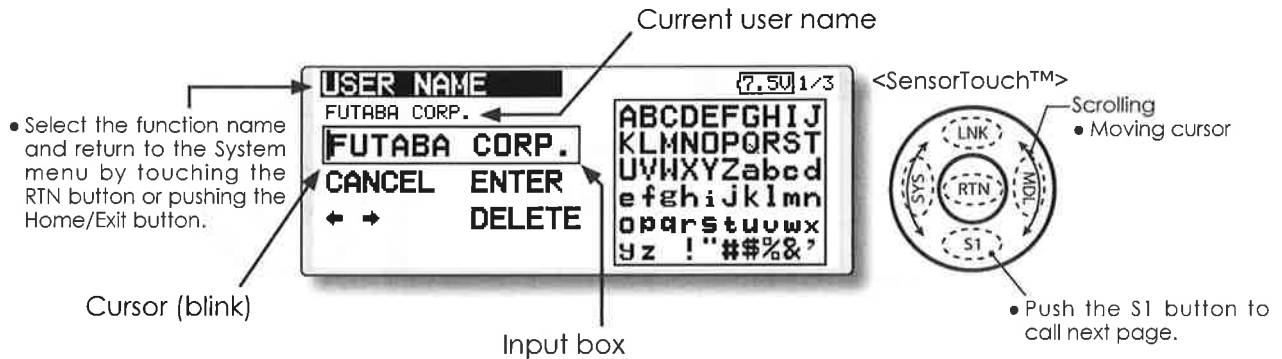 Current user name
USER NAME
7.5V 1/3
FUTABA CORP.
FUTABA CORP.
CANCEL ENTER
← → DELETE
ABCDEFGHIJ
KLMNOPQRST
UVWXYZabcd
efghijklmn
opqrstuvwx
yz !"#$%&'
• Select the function name
and return to the System
menu by touching the
RTN button or pushing the
Home/Exit button.
Cursor (blink)
Input box
<SensorTouch™>
LNK
SYS
RTN
MDL
S1
Scrolling
• Moving cursor
• Push the S1 button to
call next page.